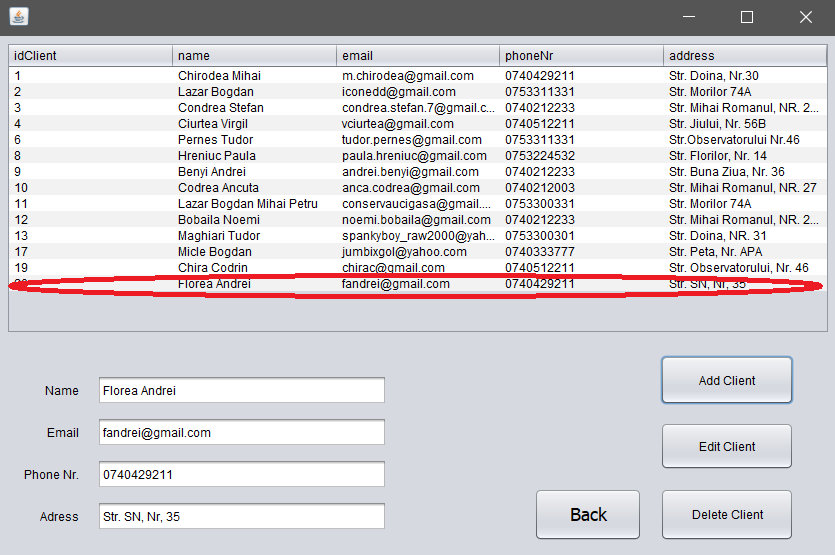 idClient name email phoneNr address
1 Chirodea Mihai m.chirodea@gmail.com 0740429211 Str. Doina, Nr.30
2 Lazar Bogdan iconedd@gmail.com 0753311331 Str. Morilor 74A
3 Condrea Stefan condrea.stefan.7@gmail.c... 0740212233 Str. Mihai Romanul, NR. 2...
4 Ciurtea Virgil vciurtea@gmail.com 0740512211 Str. Jiului, Nr. 56B
6 Pernes Tudor tudor.pernes@gmail.com 0753311331 Str.Observatorului Nr.46
8 Hreniuc Paula paula.hreniuc@gmail.com 0753224532 Str. Florilor, Nr. 14
9 Benyi Andrei andrei.benyi@gmail.com 0740212233 Str. Buna Ziua, Nr. 36
10 Codrea Ancuta anca.codrea@gmail.com 0740212003 Str. Mihai Romanul, NR. 27
11 Lazar Bogdan Mihai Petru conservaucigasa@gmail.... 0753300331 Str. Morilor 74A
12 Bobaila Noemi noemi.bobaila@gmail.com 0740212233 Str. Mihai Romanul, NR. 2...
13 Maghiari Tudor spankyboy_raw2000@yah... 0753300301 Str. Doina, NR. 31
17 Micle Bogdan jumbixgol@yahoo.com 0740333777 Str. Peta, Nr. APA
19 Chira Codrin chirac@gmail.com 0740512211 Str. Observatorului, Nr. 46
Florea Andrei fandrei@gmail.com 0740429211 Str. SN, Nr, 35
Add Client
Name Florea Andrei
Email fandrei@gmail.com
Edit Client
Phone Nr. 0740429211
Adress Str. SN, Nr, 35
Back
Delete Client